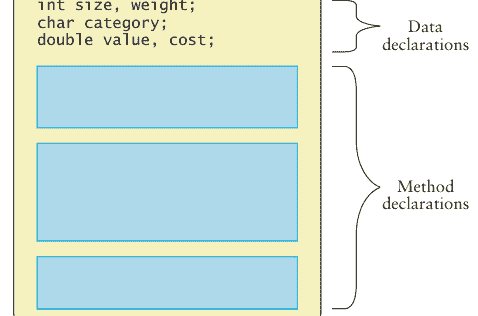 int size, weight;
char category;
double value, cost;
Data
declarations
Method
declarations